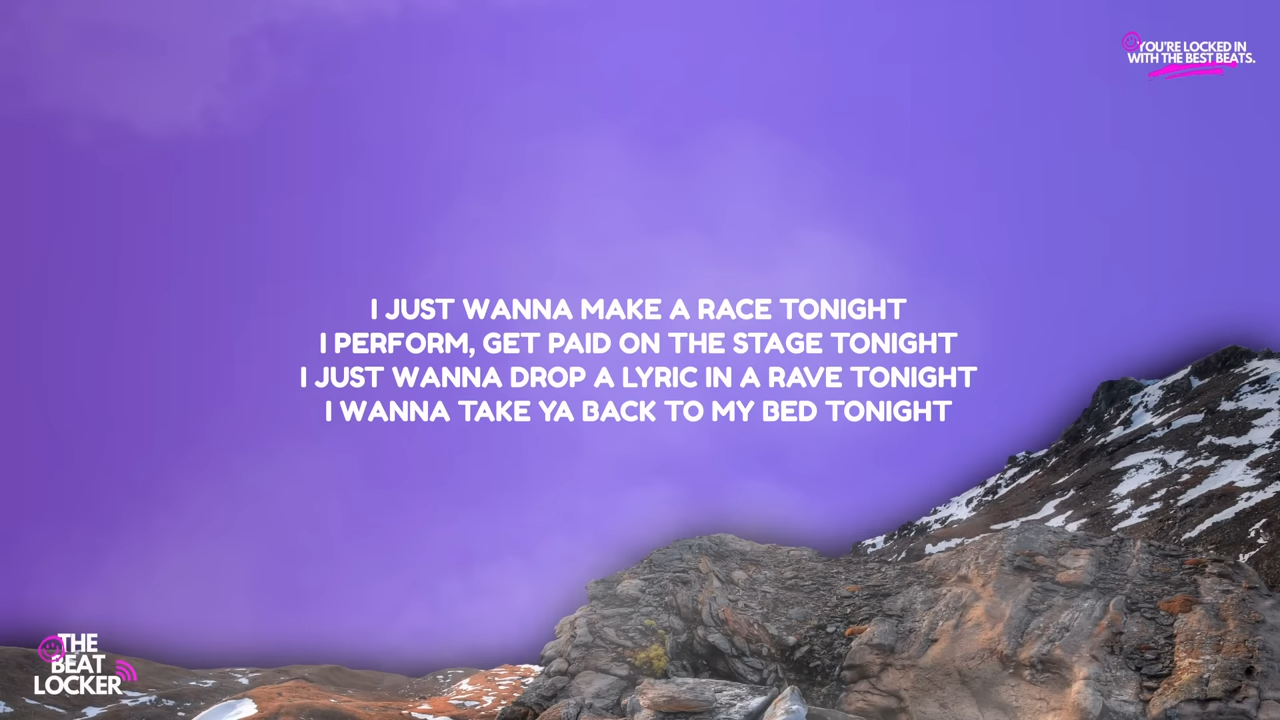 YOU'RE LOCKED IN
WITH THE BEST BEATS.
I JUST WANNA MAKE A RACE TONIGHT
I PERFORM, GET PAID ON THE STAGE TONIGHT
I JUST WANNA DROP A LYRIC IN A RAVE TONIGHT
I WANNA TAKE YA BACK TO MY BED TONIGHT
THE
BEAT
LOCKER